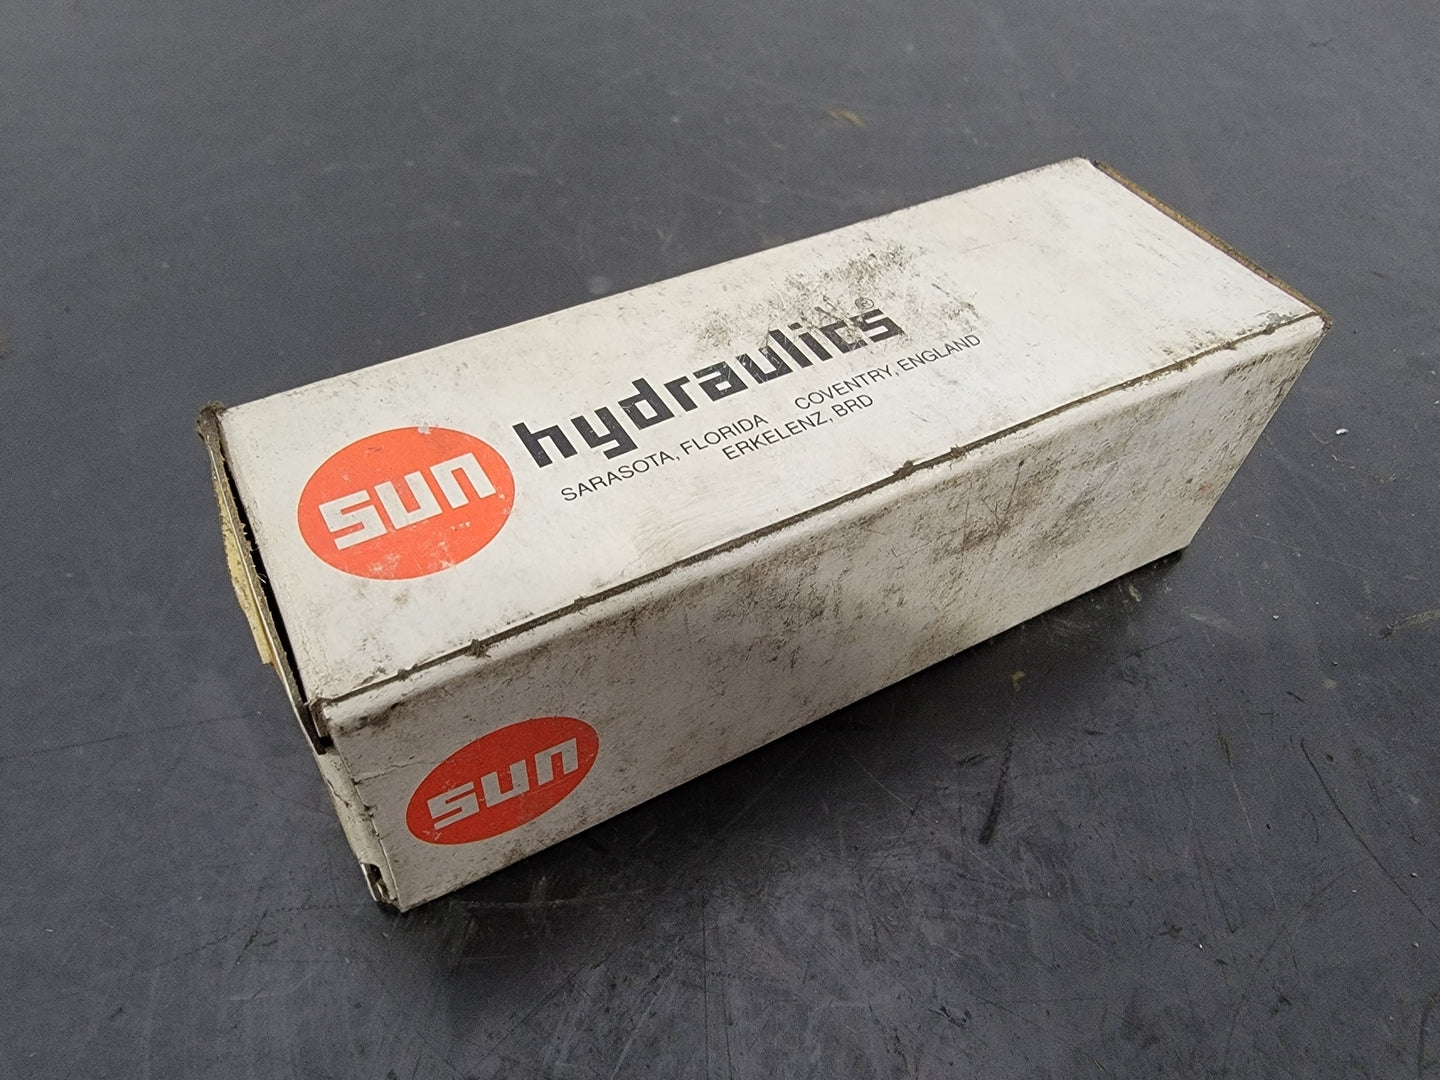 sun hydraulics®
SARASOTA, FLORIDA COVENTRY, ENGLAND
ERKELENZ, BRD
sun